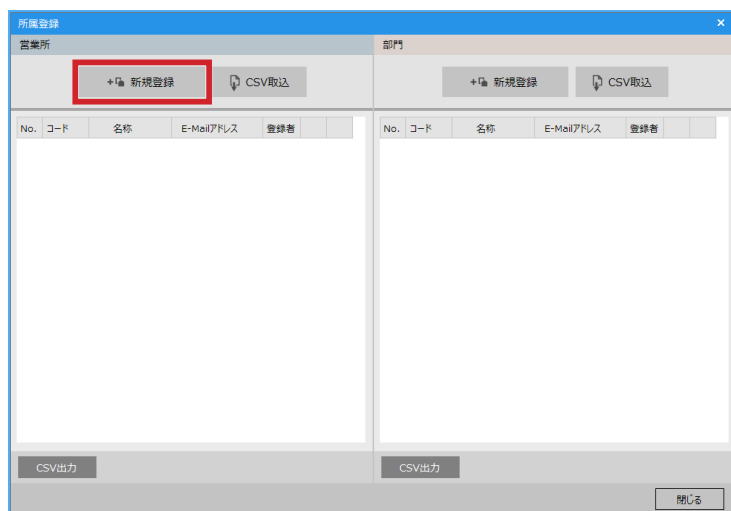 所属登録 ×
営業所
+ 新規登録 CSV取込
No. コード 名称 E-Mailアドレス 登録者
CSV出力
部門
+ 新規登録 CSV取込
No. コード 名称 E-Mailアドレス 登録者
CSV出力
閉じる